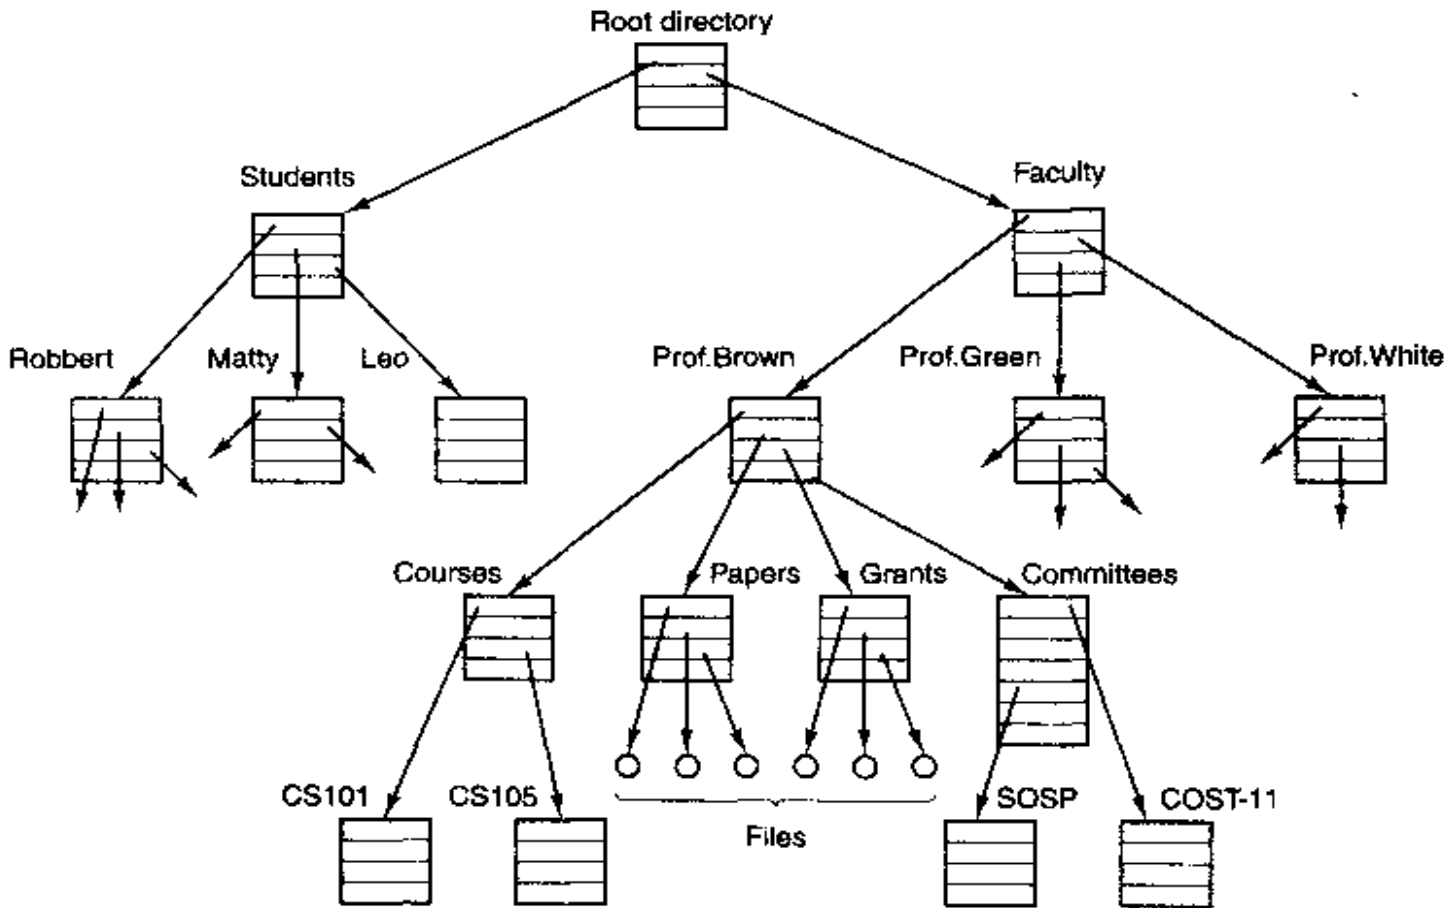 Root directory
Students
Faculty
Robbert
Matty
Leo
Prof.Brown
Prof.Green
Prof.White
Courses
Papers
Grants
Committees
CS101
CS105
SOSP
COST-11
Files